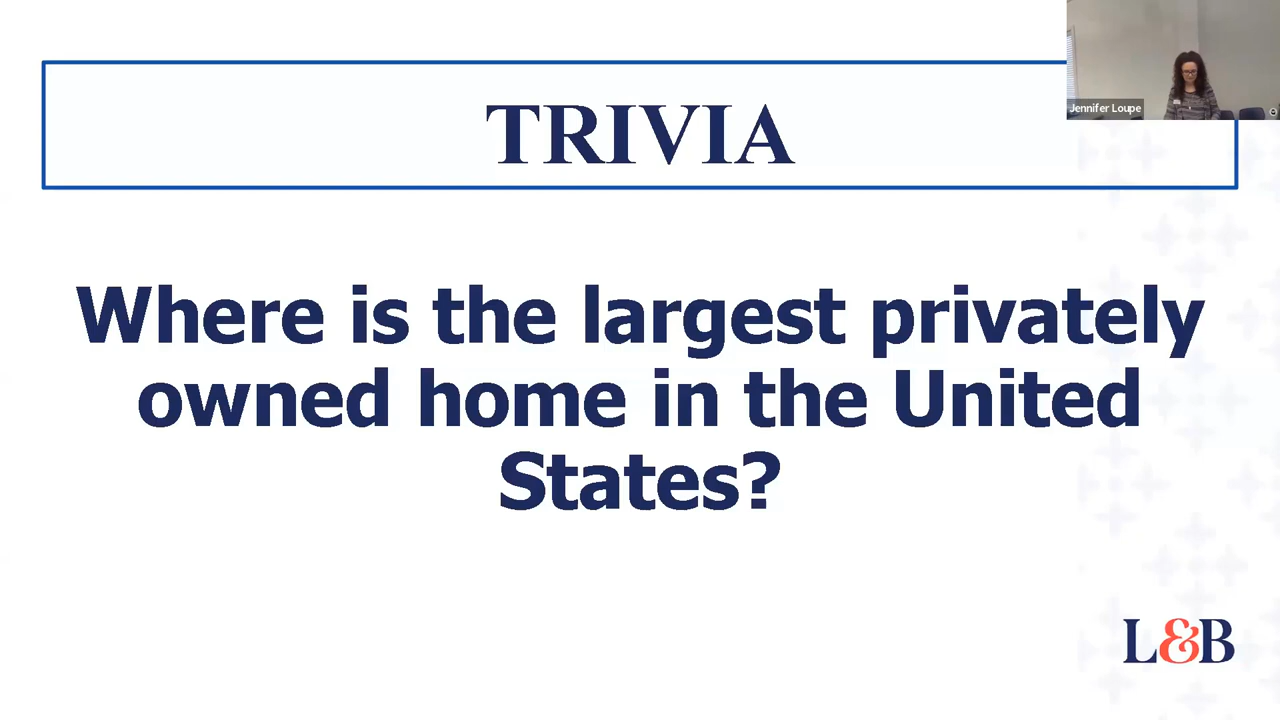 TRIVIA
Jennifer Loupe
Where is the largest privately
owned home in the United
States?
L&B